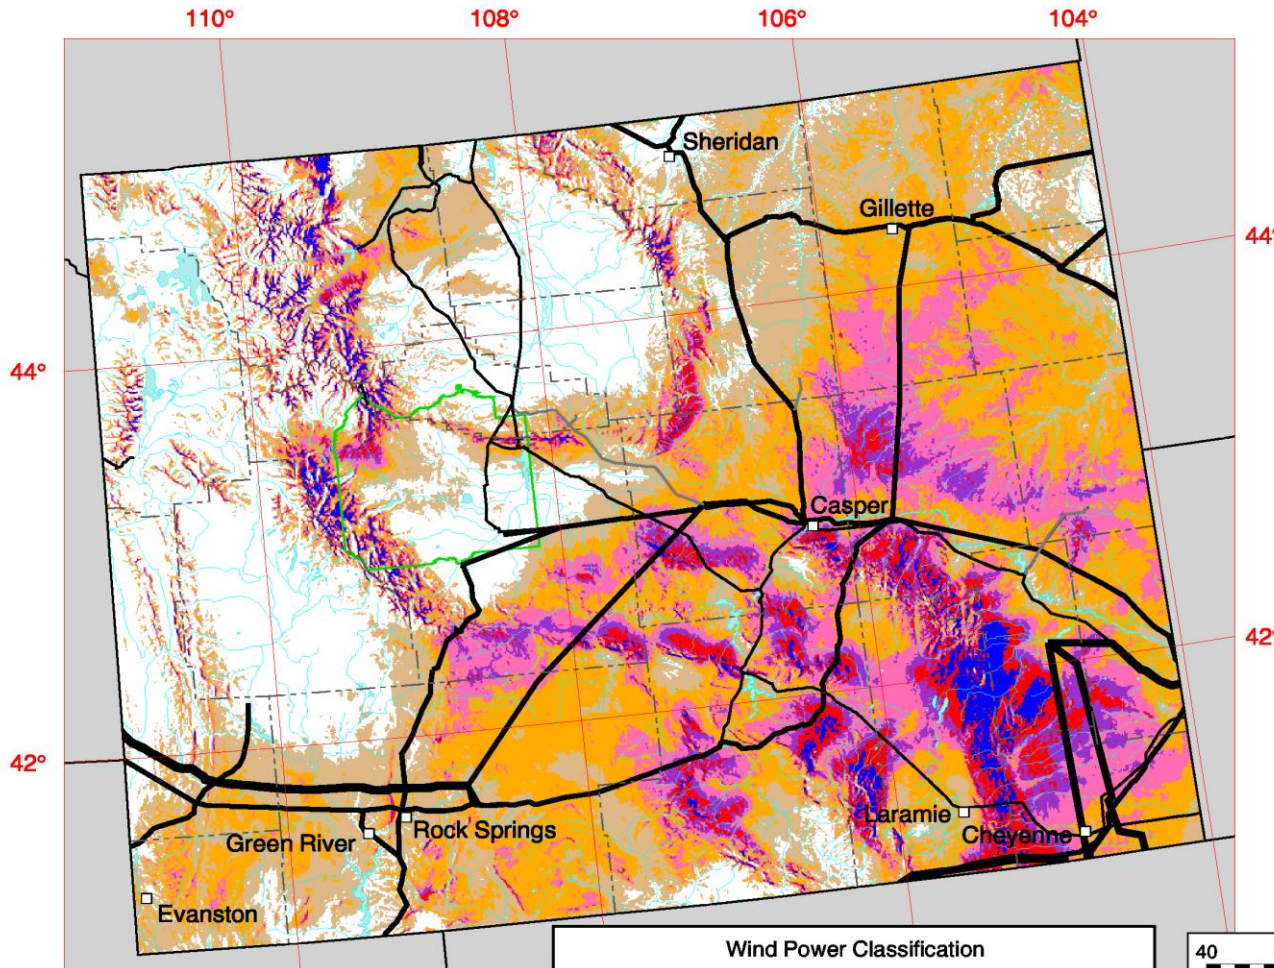 110° 108° 106° 104°
Sheridan
Gillette
44°
44°
Casper
42°
42°
Laramie
Rock Springs
Green River
Cheyenne
Evanston
Wind Power Classification
40